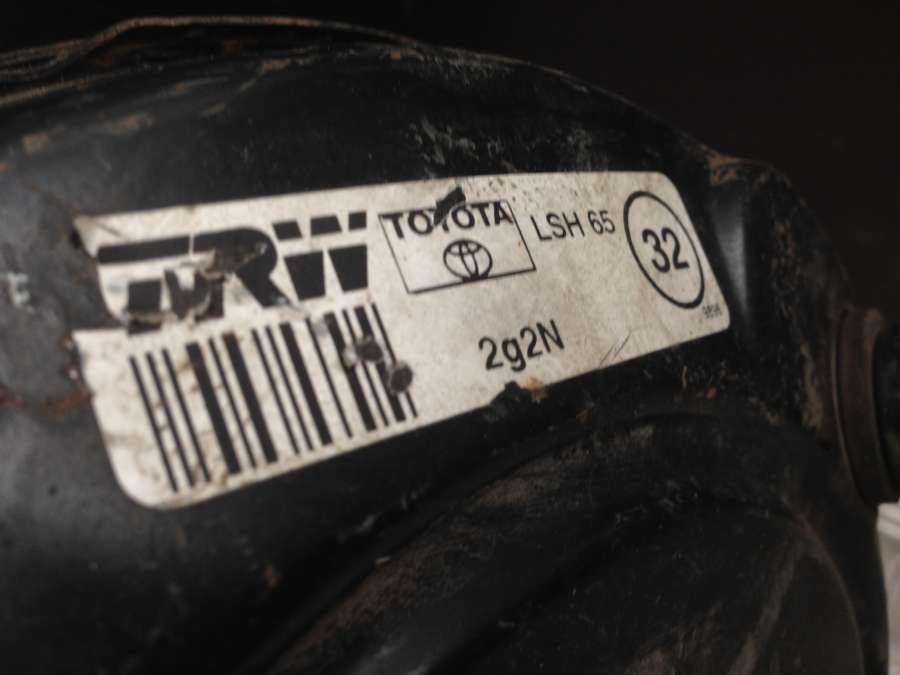 TRW
TOYOTA
LSH 65
32
2g2N